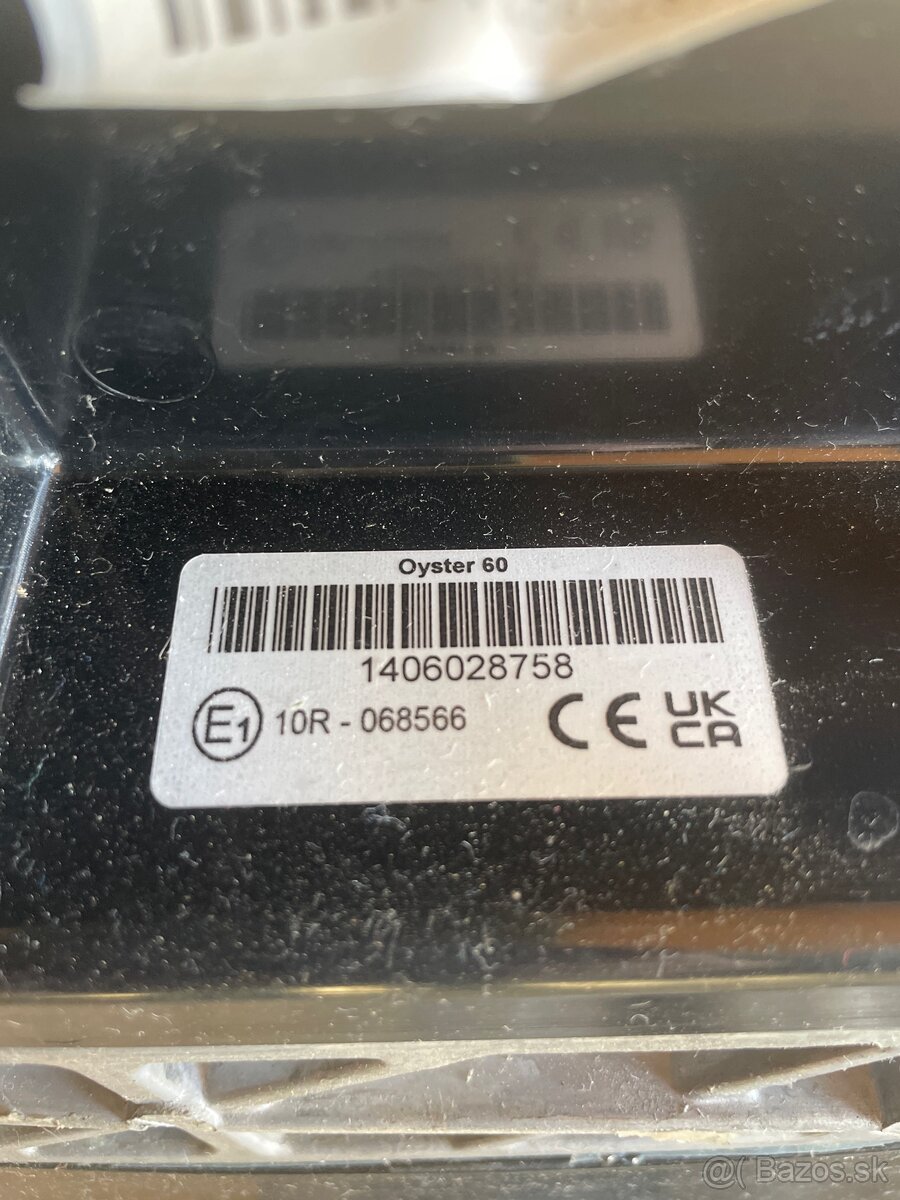 Oyster 60
1406028758
E1 10R - 068566 CE UK
CA
@( Bazos.sk